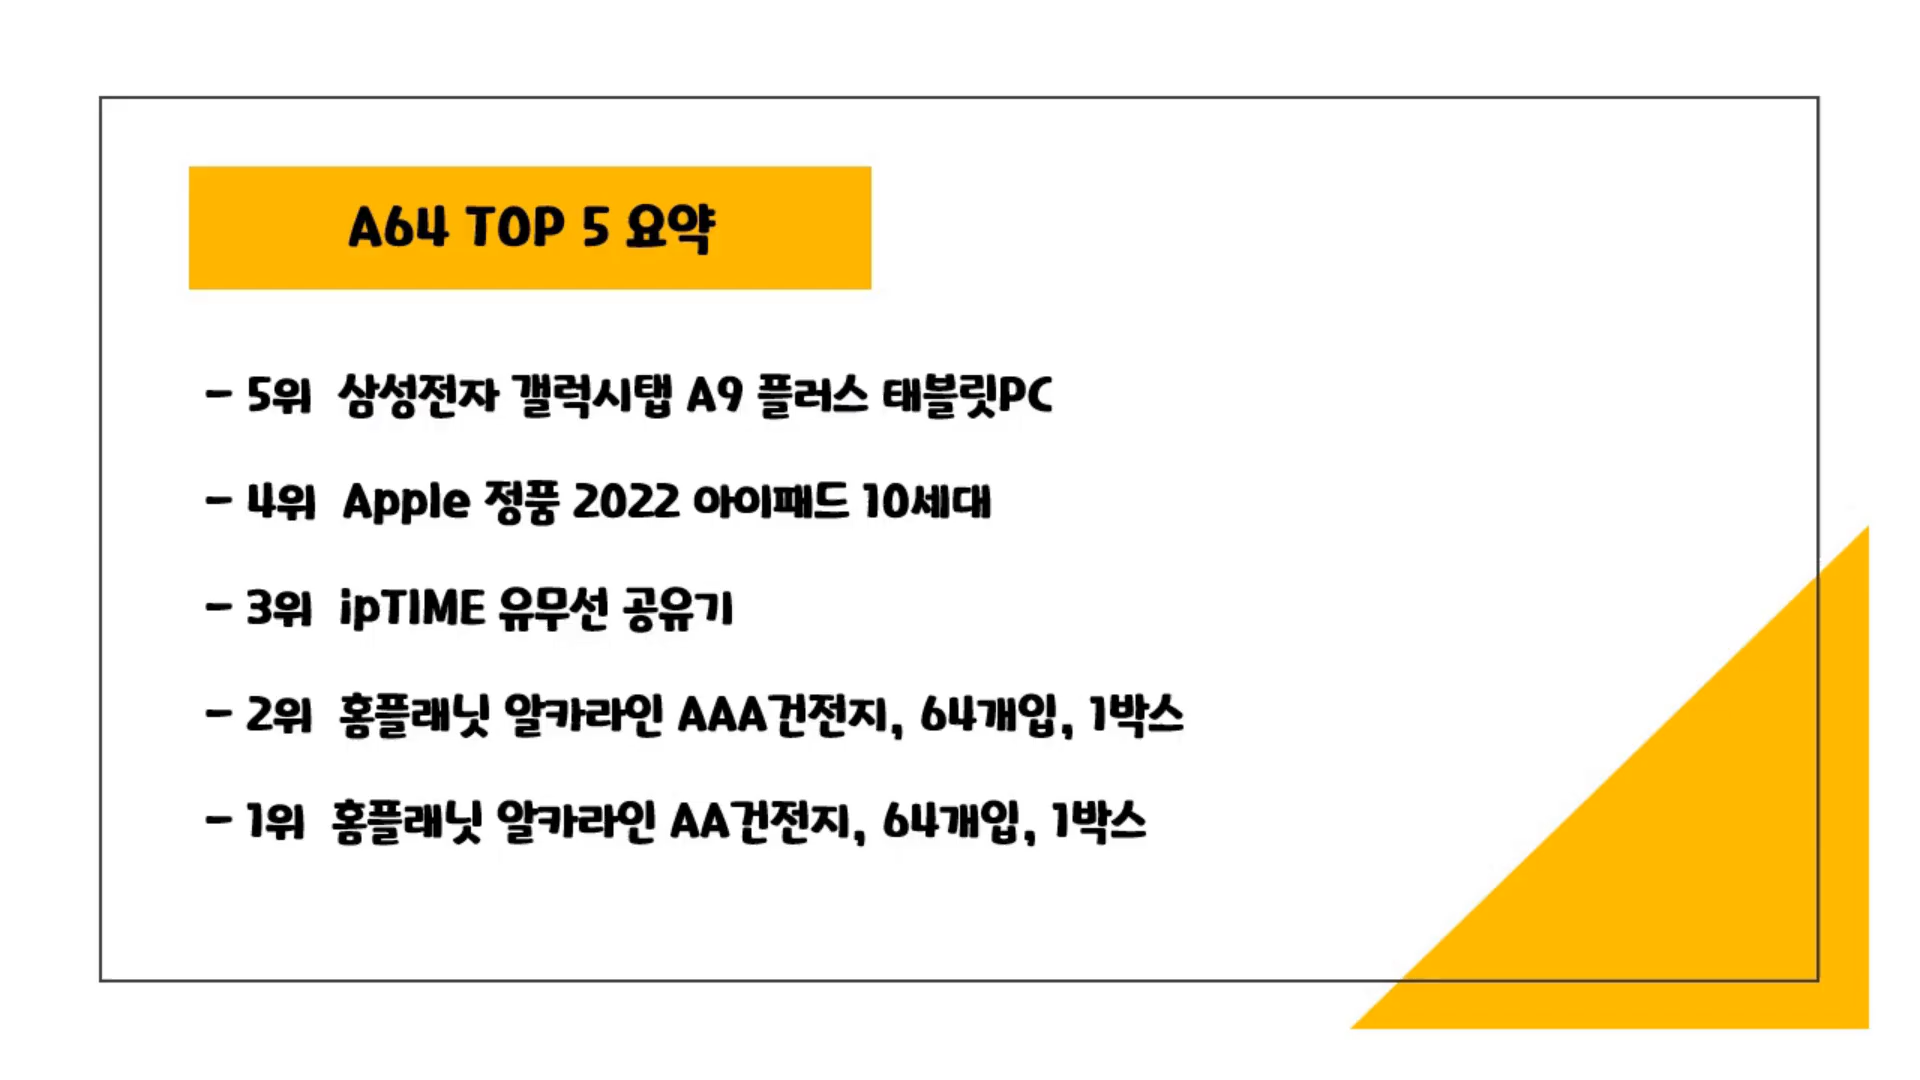 A64 TOP 5 요약
- 5위 삼성전자 갤럭시탭 A9 플러스 태블릿PC
- 4위 Apple 정품 2022 아이패드 10세대
- 3위 ipTIME 유무선 공유기
- 2위 홈플래닛 알카라인 AAA건전지, 64개입, 1박스
- 1위 홈플래닛 알카라인 AA건전지, 64개입, 1박스